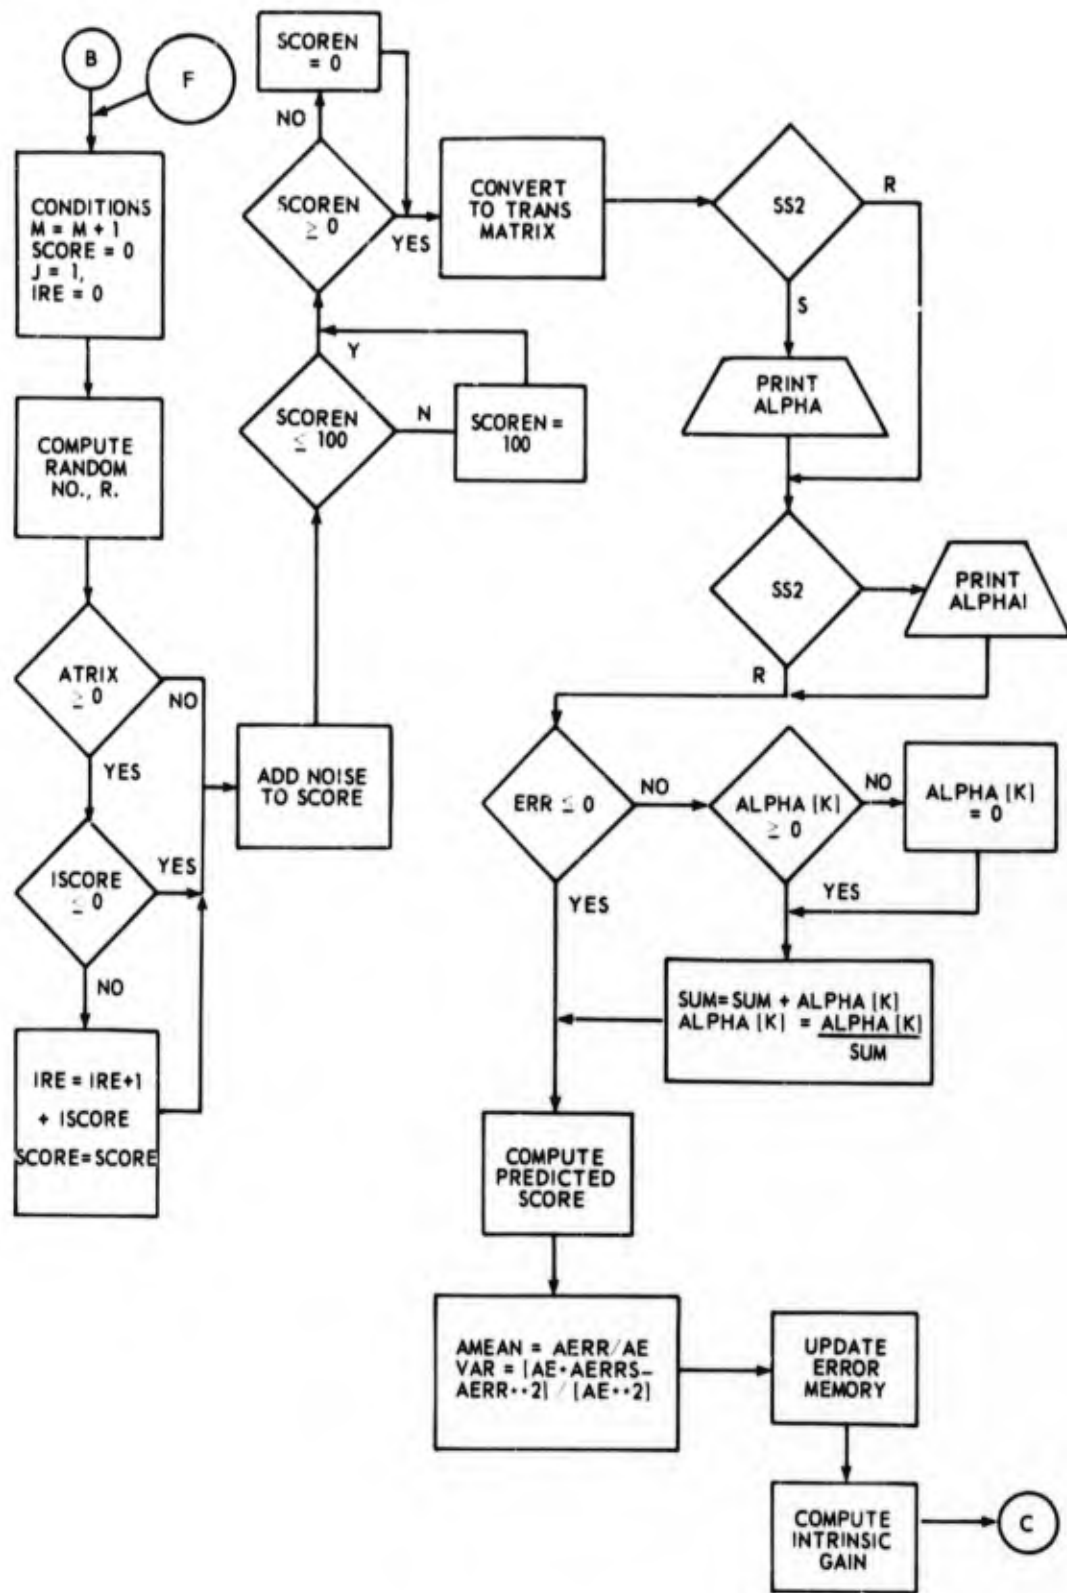 B
F
CONDITIONS
M = M + 1
SCORE = 0
J = 1,
IRE = 0
COMPUTE
RANDOM
NO., R.
ATRIX
≥ 0
NO
YES
ISCORE
≤ 0
YES
NO
IRE = IRE+1
+ ISCORE
SCORE=SCORE
ADD NOISE
TO SCORE
SCOREN
≤ 100
N
SCOREN =
100
Y
SCOREN
≥ 0
NO
YES
SCOREN
= 0
CONVERT
TO TRANS
MATRIX
SS2
R
S
PRINT
ALPHA
SS2
PRINT
ALPHAI
R
ERR ≤ 0
NO
YES
ALPHA [K]
≥ 0
NO
YES
ALPHA [K]
= 0
SUM=SUM + ALPHA [K]
ALPHA [K] = ALPHA [K]
SUM
COMPUTE
PREDICTED
SCORE
AMEAN = AERR/AE
VAR = [AE*AERRS-
AERR**2] / [AE**2]
UPDATE
ERROR
MEMORY
COMPUTE
INTRINSIC
GAIN
C